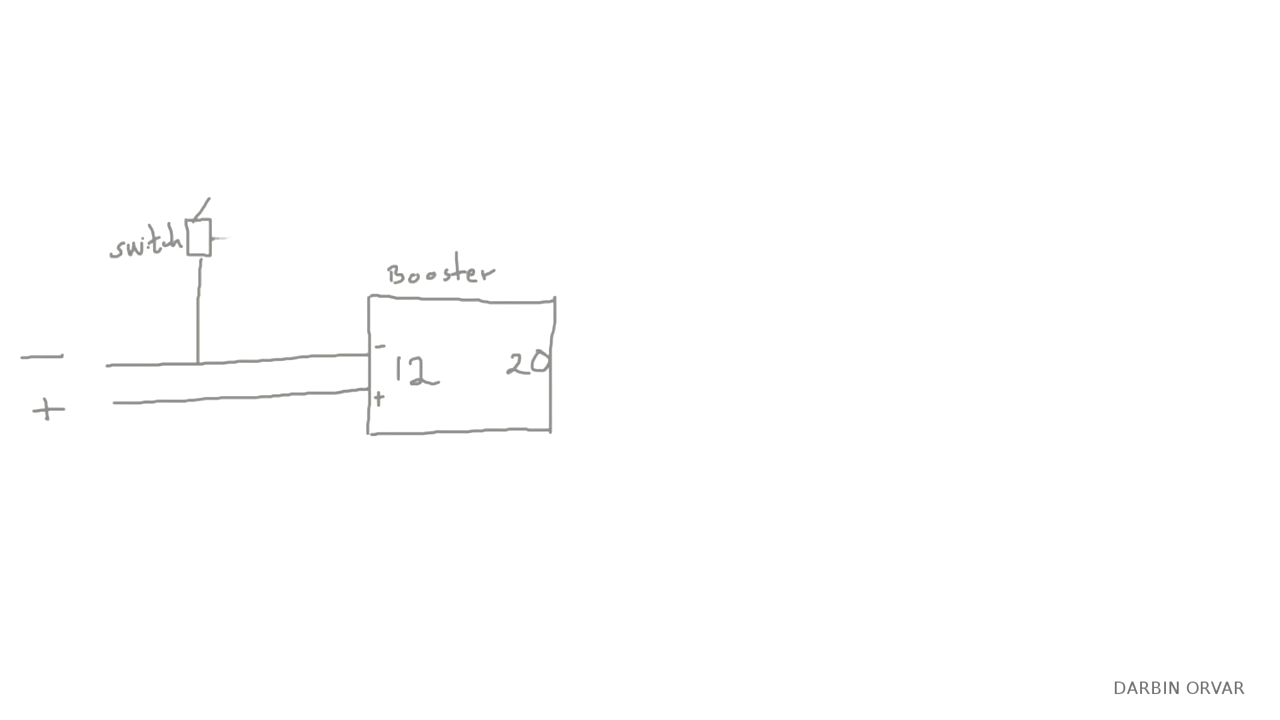 switch
Booster
-
12 20
+
−
+
DARBIN ORVAR